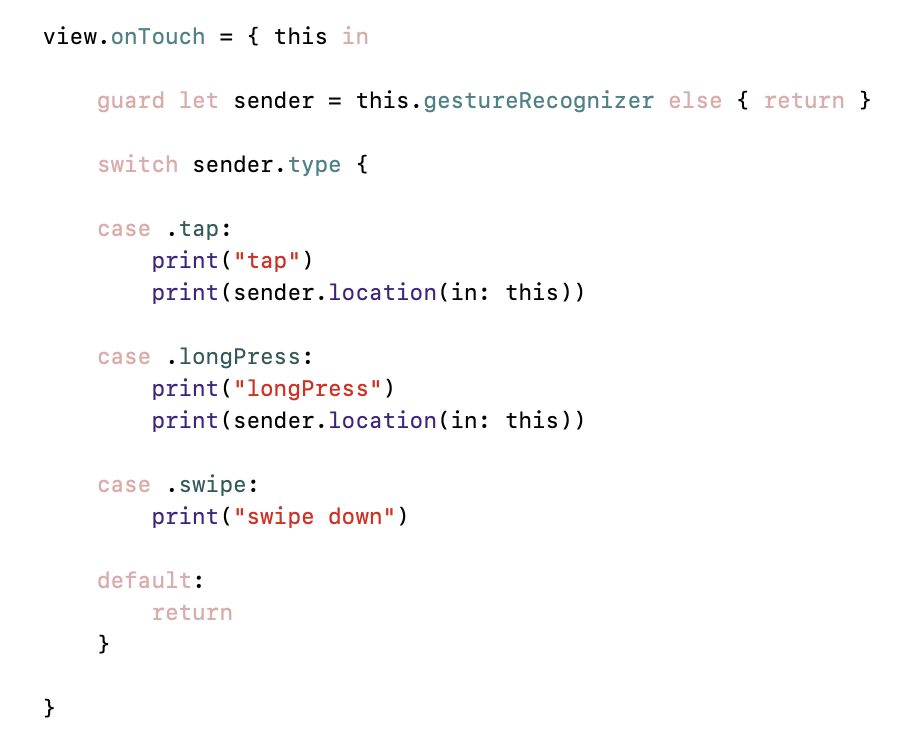 view.onTouch = { this in
guard let sender = this.gestureRecognizer else { return }
switch sender.type {
case .tap:
print("tap")
print(sender.location(in: this))
case .longPress:
print("longPress")
print(sender.location(in: this))
case .swipe:
print("swipe down")
default:
return
}
}